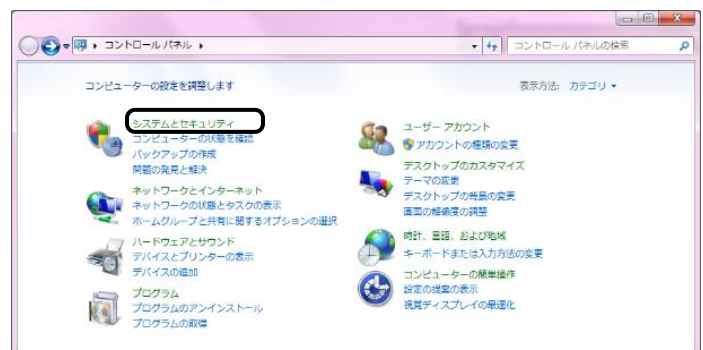 コントロール パネル
コントロール パネルの検索
コンピューターの設定を調整します
表示方法: カテゴリ
システムとセキュリティ
コンピューターの状態を確認
バックアップの作成
問題の発見と解決
ネットワークとインターネット
ネットワークの状態とタスクの表示
ホームグループと共有に関するオプションの選択
ハードウェアとサウンド
デバイスとプリンターの表示
デバイスの追加
プログラム
プログラムのアンインストール
プログラムの取得
ユーザー アカウント
アカウントの種類の変更
デスクトップのカスタマイズ
テーマの変更
デスクトップの背景の変更
画面の解像度の調整
時計、言語、および地域
キーボードまたは入力方法の変更
コンピューターの簡単操作
設定の提案の表示
視覚ディスプレイの最適化